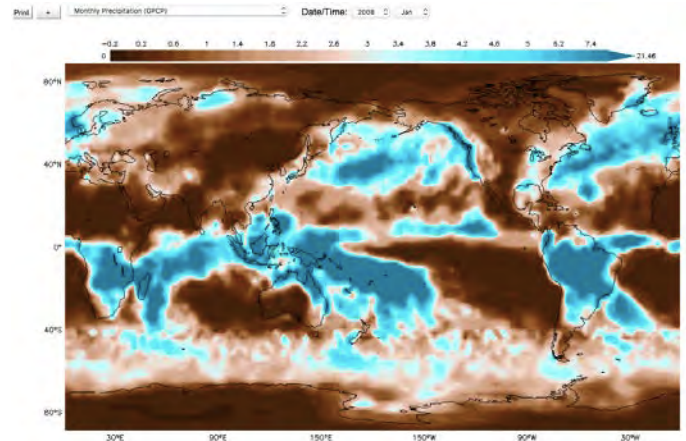 Print + Monthly Precipitation (GPCP) Date/Time: 2008 Jan
-0.2 0.2 0.6 1 1.4 1.8 2.2 2.6 3 3.4 3.8 4.2 4.6 5 6.2 7.4
0 21.46
80°N
40°N
0°
40°S
80°S
30°E 90°E 150°E 150°W 90°W 30°W